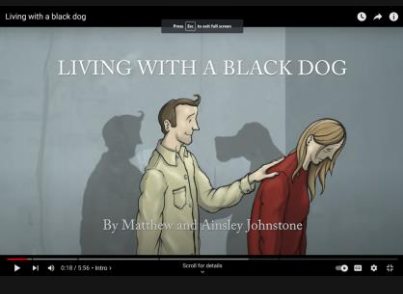 Living with a black dog
Press Esc to exit full screen
LIVING WITH A BLACK DOG
By Matthew and Ainsley Johnstone
0:18 / 5:56 • Intro ›
Scroll for details